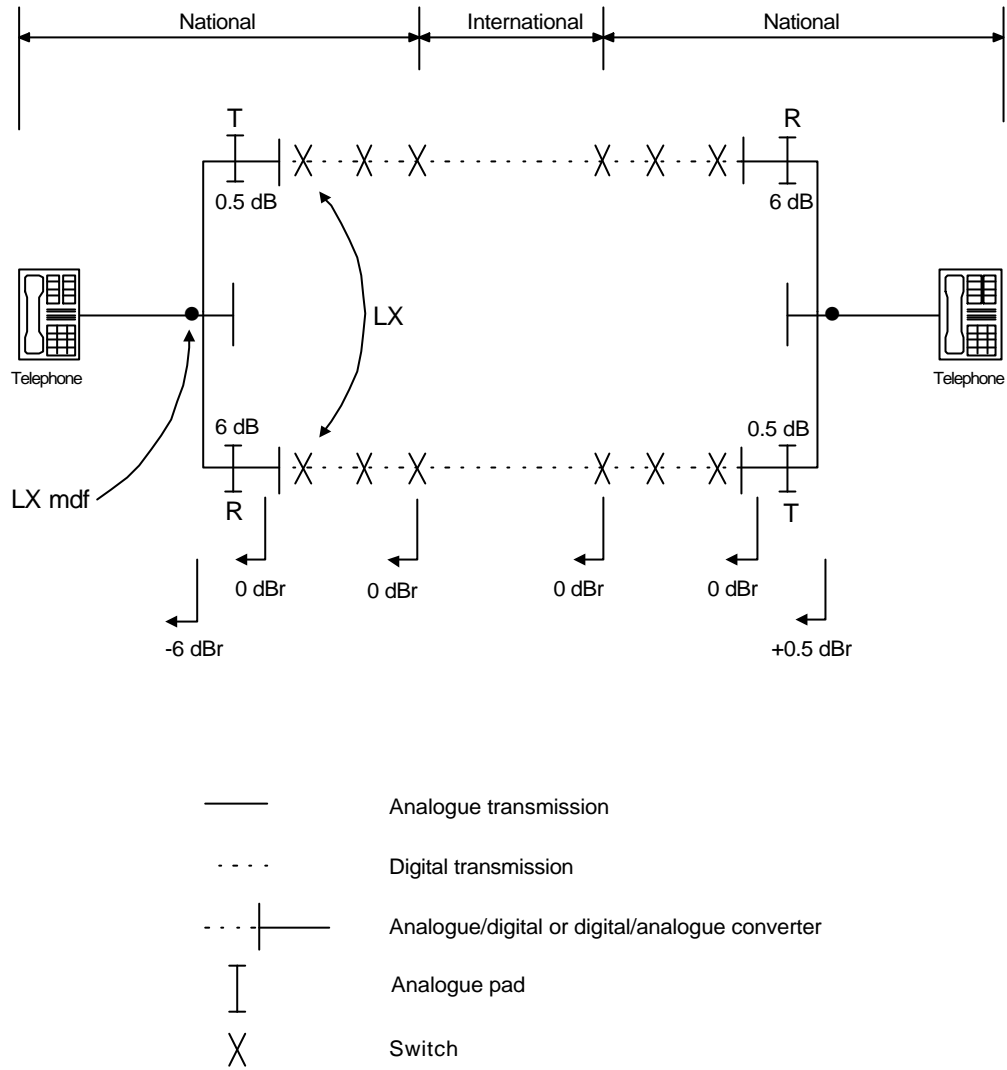 National
International
National
T
R
0.5 dB
6 dB
LX
Telephone
Telephone
6 dB
0.5 dB
LX mdf
R
T
0 dBr
0 dBr
0 dBr
0 dBr
-6 dBr
+0.5 dBr
Analogue transmission
Digital transmission
Analogue/digital or digital/analogue converter
Analogue pad
Switch